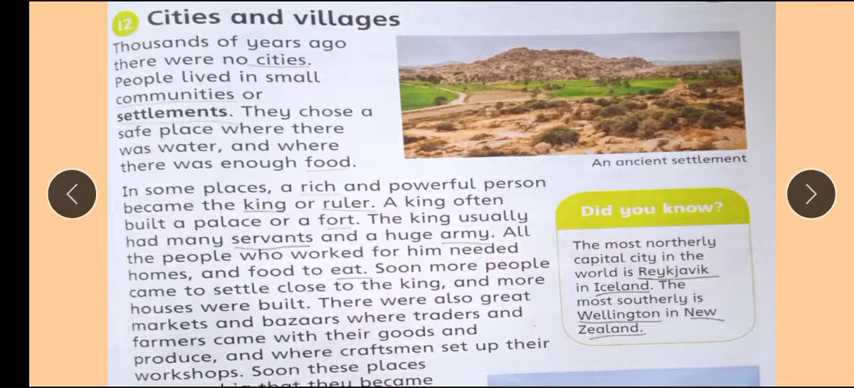 12 Cities and villages
Thousands of years ago
there were no cities.
People lived in small
communities or
settlements. They chose a
safe place where there
was water, and where
there was enough food.
An ancient settlement
In some places, a rich and powerful person
became the king or ruler. A king often
built a palace or a fort. The king usually
had many servants and a huge army. All
the people who worked for him needed
homes, and food to eat. Soon more people
came to settle close to the king, and more
houses were built. There were also great
markets and bazaars where traders and
farmers came with their goods and
produce, and where craftsmen set up their
workshops. Soon these places
that they became
Did you know?
The most northerly
capital city in the
world is Reykjavik
in Iceland. The
most southerly is
Wellington in New
Zealand.